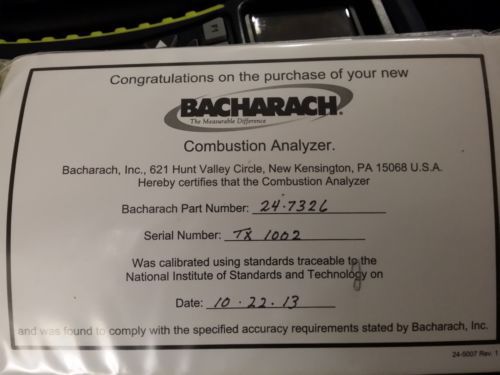 Congratulations on the purchase of your new
BACHARACH®
The Measurable Difference
Combustion Analyzer.
Bacharach, Inc., 621 Hunt Valley Circle, New Kensington, PA 15068 U.S.A.
Hereby certifies that the Combustion Analyzer
Bacharach Part Number: 24-7326
Serial Number: TX 1002
Was calibrated using standards traceable to the
National Institute of Standards and Technology on
Date: 10.22.13
and was found to comply with the specified accuracy requirements stated by Bacharach, Inc.
24-9007 Rev. 1